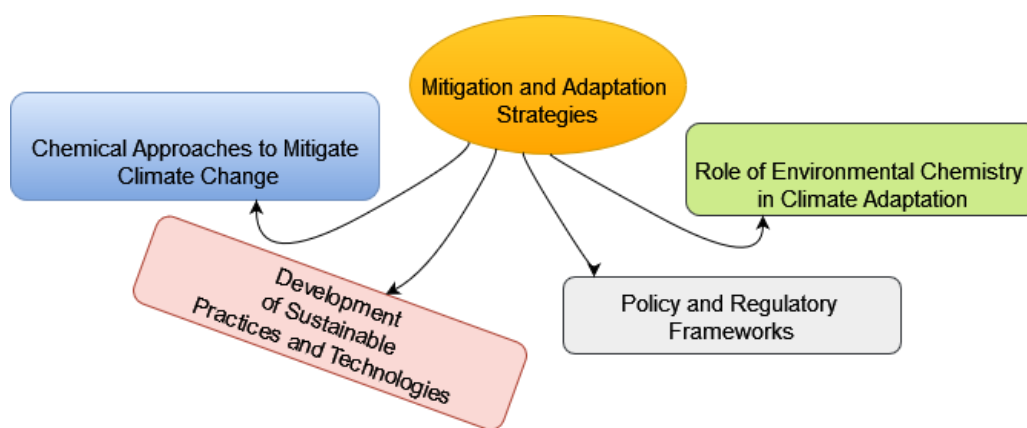 Mitigation and Adaptation
Strategies
Chemical Approaches to Mitigate
Climate Change
Role of Environmental Chemistry
in Climate Adaptation
Development
of Sustainable
Practices and Technologies
Policy and Regulatory
Frameworks